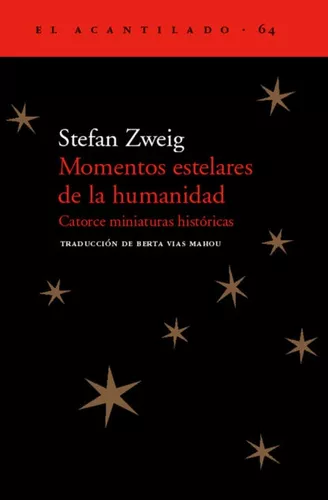 EL ACANTILADO · 64
Stefan Zweig
Momentos estelares
de la humanidad
Catorce miniaturas históricas
TRADUCCIÓN DE BERTA VIAS MAHOU